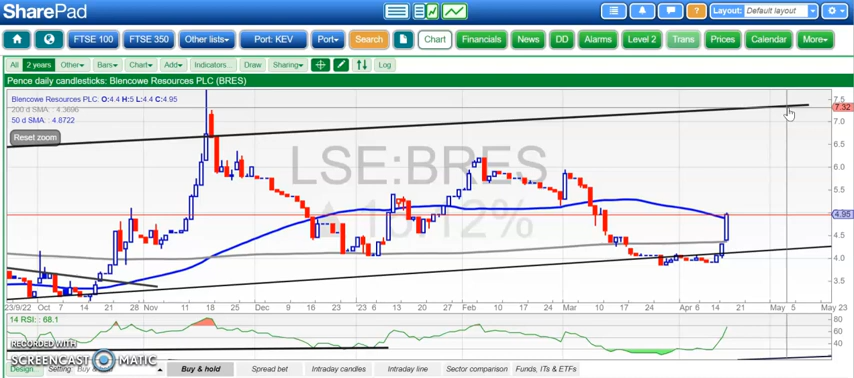 SharePad
Layout: Default layout
FTSE 100 FTSE 350 Other lists Port: KEV Port Search Chart Financials News DD Alarms Level 2 Trans Prices Calendar More
All 2 years Other Bars Chart Add Indicators... Draw Sharing Log
Pence daily candlesticks: Blencowe Resources PLC (BRES)
Blencowe Resources PLC. O:4.4 H:5 L:4.4 C:4.95
200 d SMA: 4.3696
50 d SMA: 4.8722
Reset zoom
LSE:BRES
7.5
7.32
7.0
6.5
6.0
5.5
4.95
4.5
4.0
3.5
23/9/22 Oct 7 14 21 Nov 11 18 25 Dec 9 16 23 '23 6 13 20 Feb 10 17 Mar 10 17 24 Apr 6 14 21 May 5 May 23
14 RSI: 68.1
80
60
40
20
RECORDED WITH
SCREENCAST MATIC
Design... Setting: Buy & hold Spread bet Intraday candles Intraday line Sector comparison Funds, ITs & ETFs